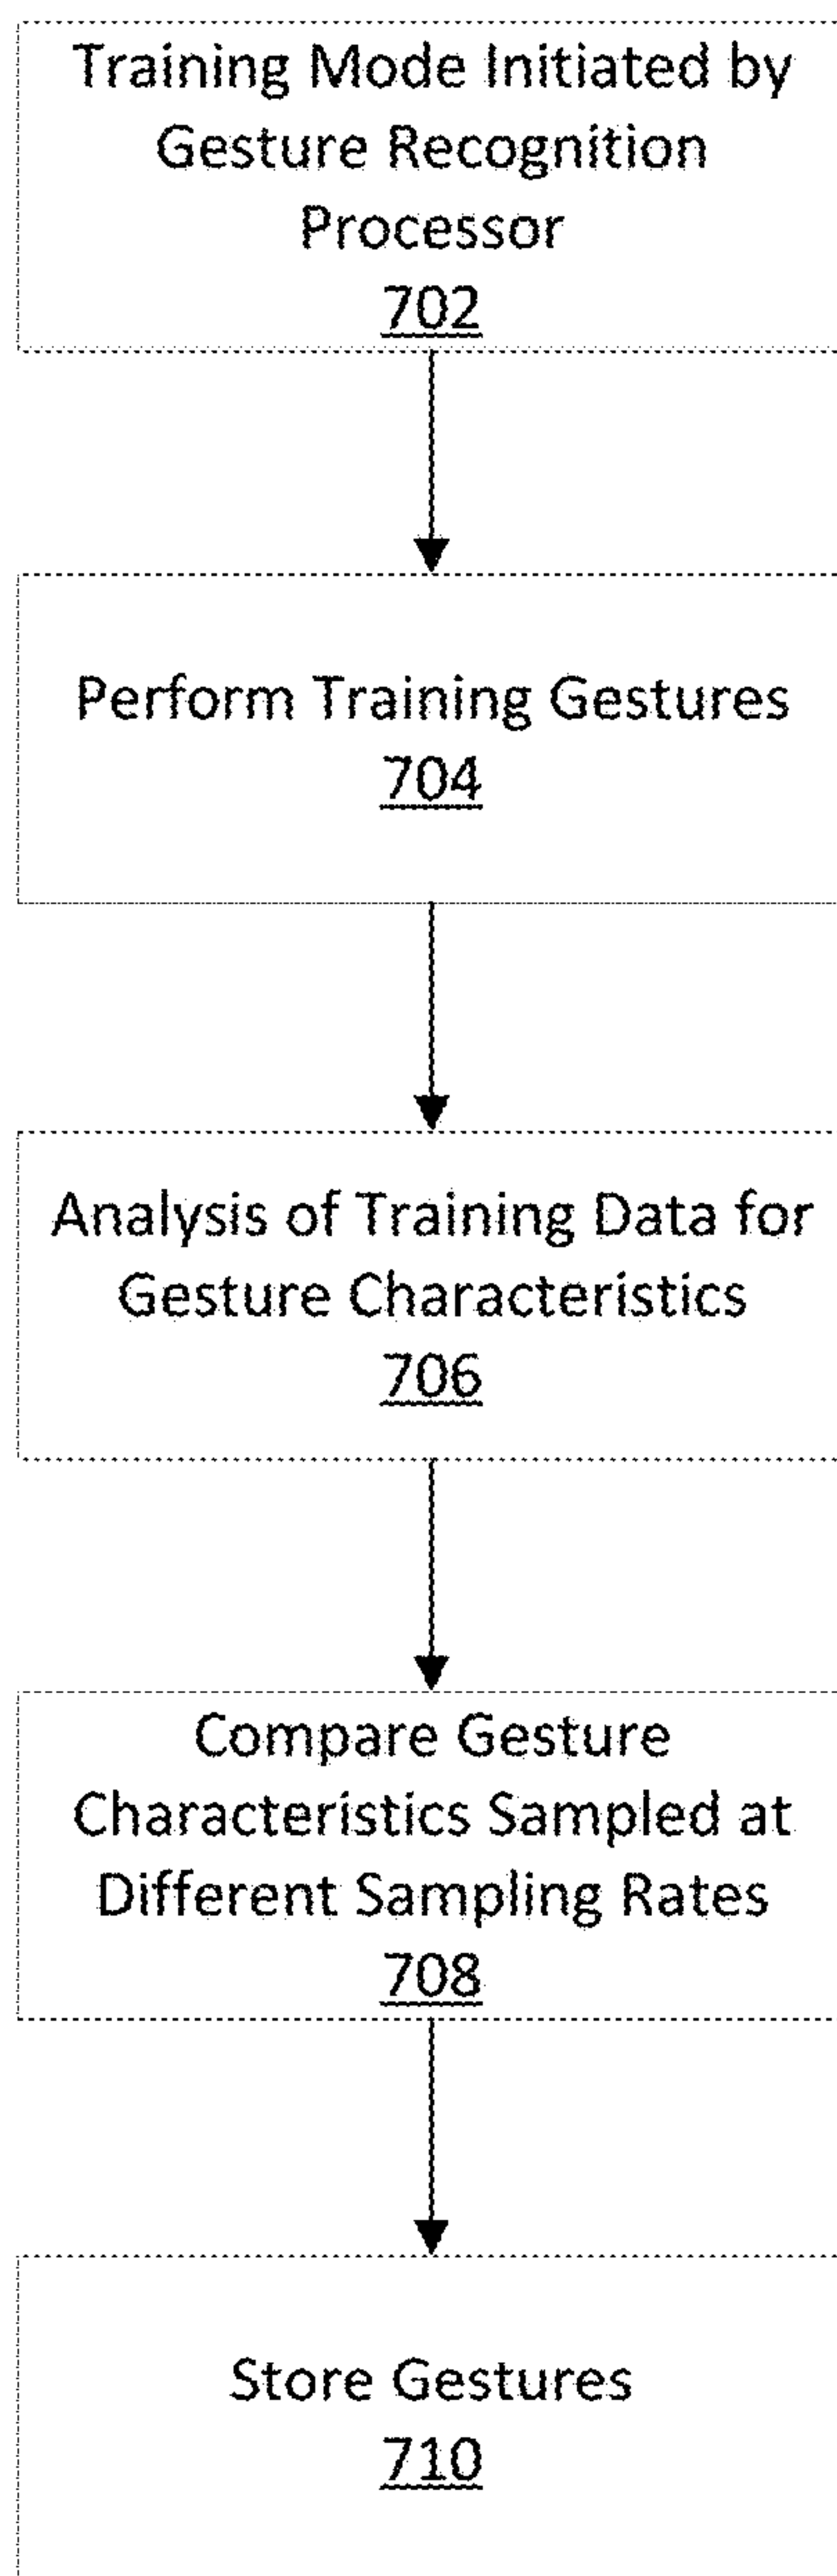 Training Mode Initiated by
Gesture Recognition
Processor
702
Perform Training Gestures
704
Analysis of Training Data for
Gesture Characteristics
706
Compare Gesture
Characteristics Sampled at
Different Sampling Rates
708
Store Gestures
710